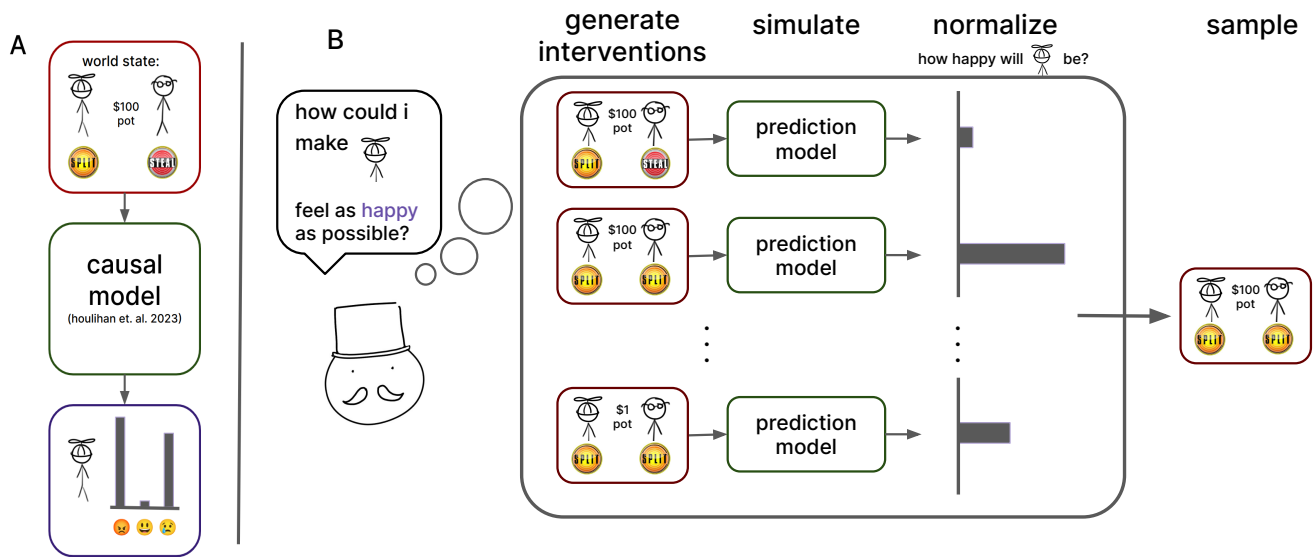 A
world state:
$100
pot
SPLIT
STEAL
causal
model
(houlihan et. al. 2023)
B
how could i
make
feel as happy
as possible?
generate
interventions
simulate
normalize
how happy will be?
sample
$100
pot
SPLIT
STEAL
prediction
model
$100
pot
SPLIT
SPLIT
prediction
model
$1
pot
SPLIT
SPLIT
prediction
model
$100
pot
SPLIT
SPLIT